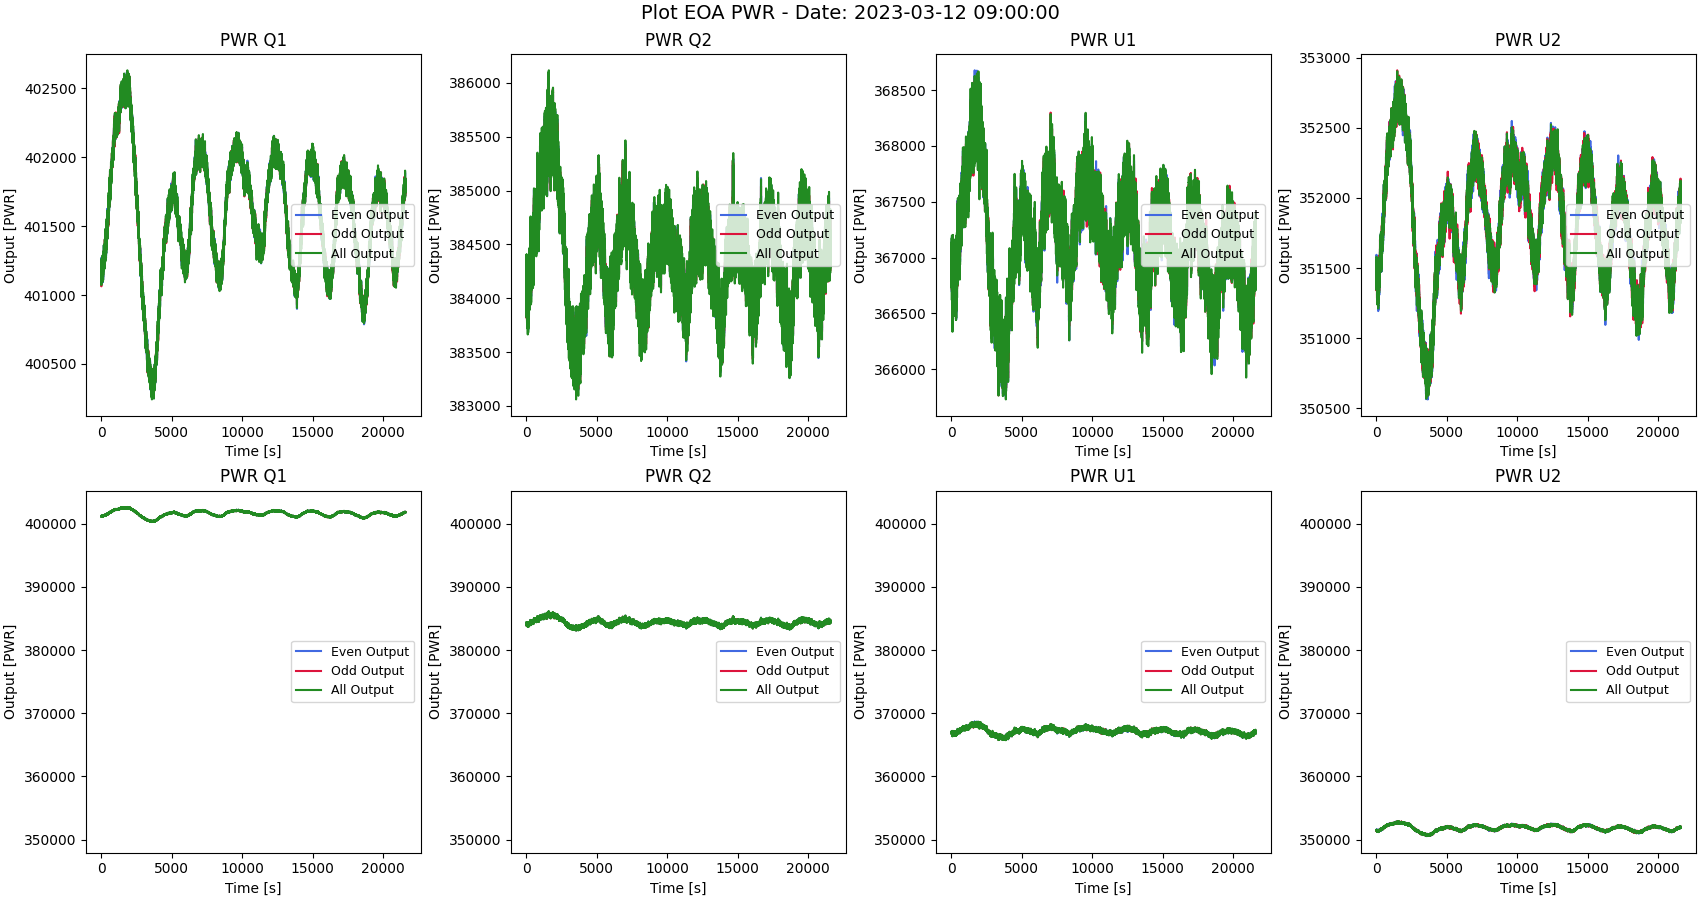 Plot EOA PWR - Date: 2023-03-12 09:00:00
PWR Q1
Output [PWR]
402500
402000
401500
401000
400500
Even Output
Odd Output
All Output
0 5000 10000 15000 20000
Time [s]
PWR Q2
Output [PWR]
386000
385500
385000
384500
384000
383500
383000
Even Output
Odd Output
All Output
0 5000 10000 15000 20000
Time [s]
PWR U1
Output [PWR]
368500
368000
367500
367000
366500
366000
Even Output
Odd Output
All Output
0 5000 10000 15000 20000
Time [s]
PWR U2
Output [PWR]
353000
352500
352000
351500
351000
350500
Even Output
Odd Output
All Output
0 5000 10000 15000 20000
Time [s]
PWR Q1
Output [PWR]
400000
390000
380000
370000
360000
350000
Even Output
Odd Output
All Output
0 5000 10000 15000 20000
Time [s]
PWR Q2
Output [PWR]
400000
390000
380000
370000
360000
350000
Even Output
Odd Output
All Output
0 5000 10000 15000 20000
Time [s]
PWR U1
Output [PWR]
400000
390000
380000
370000
360000
350000
Even Output
Odd Output
All Output
0 5000 10000 15000 20000
Time [s]
PWR U2
Output [PWR]
400000
390000
380000
370000
360000
350000
Even Output
Odd Output
All Output
0 5000 10000 15000 20000
Time [s]